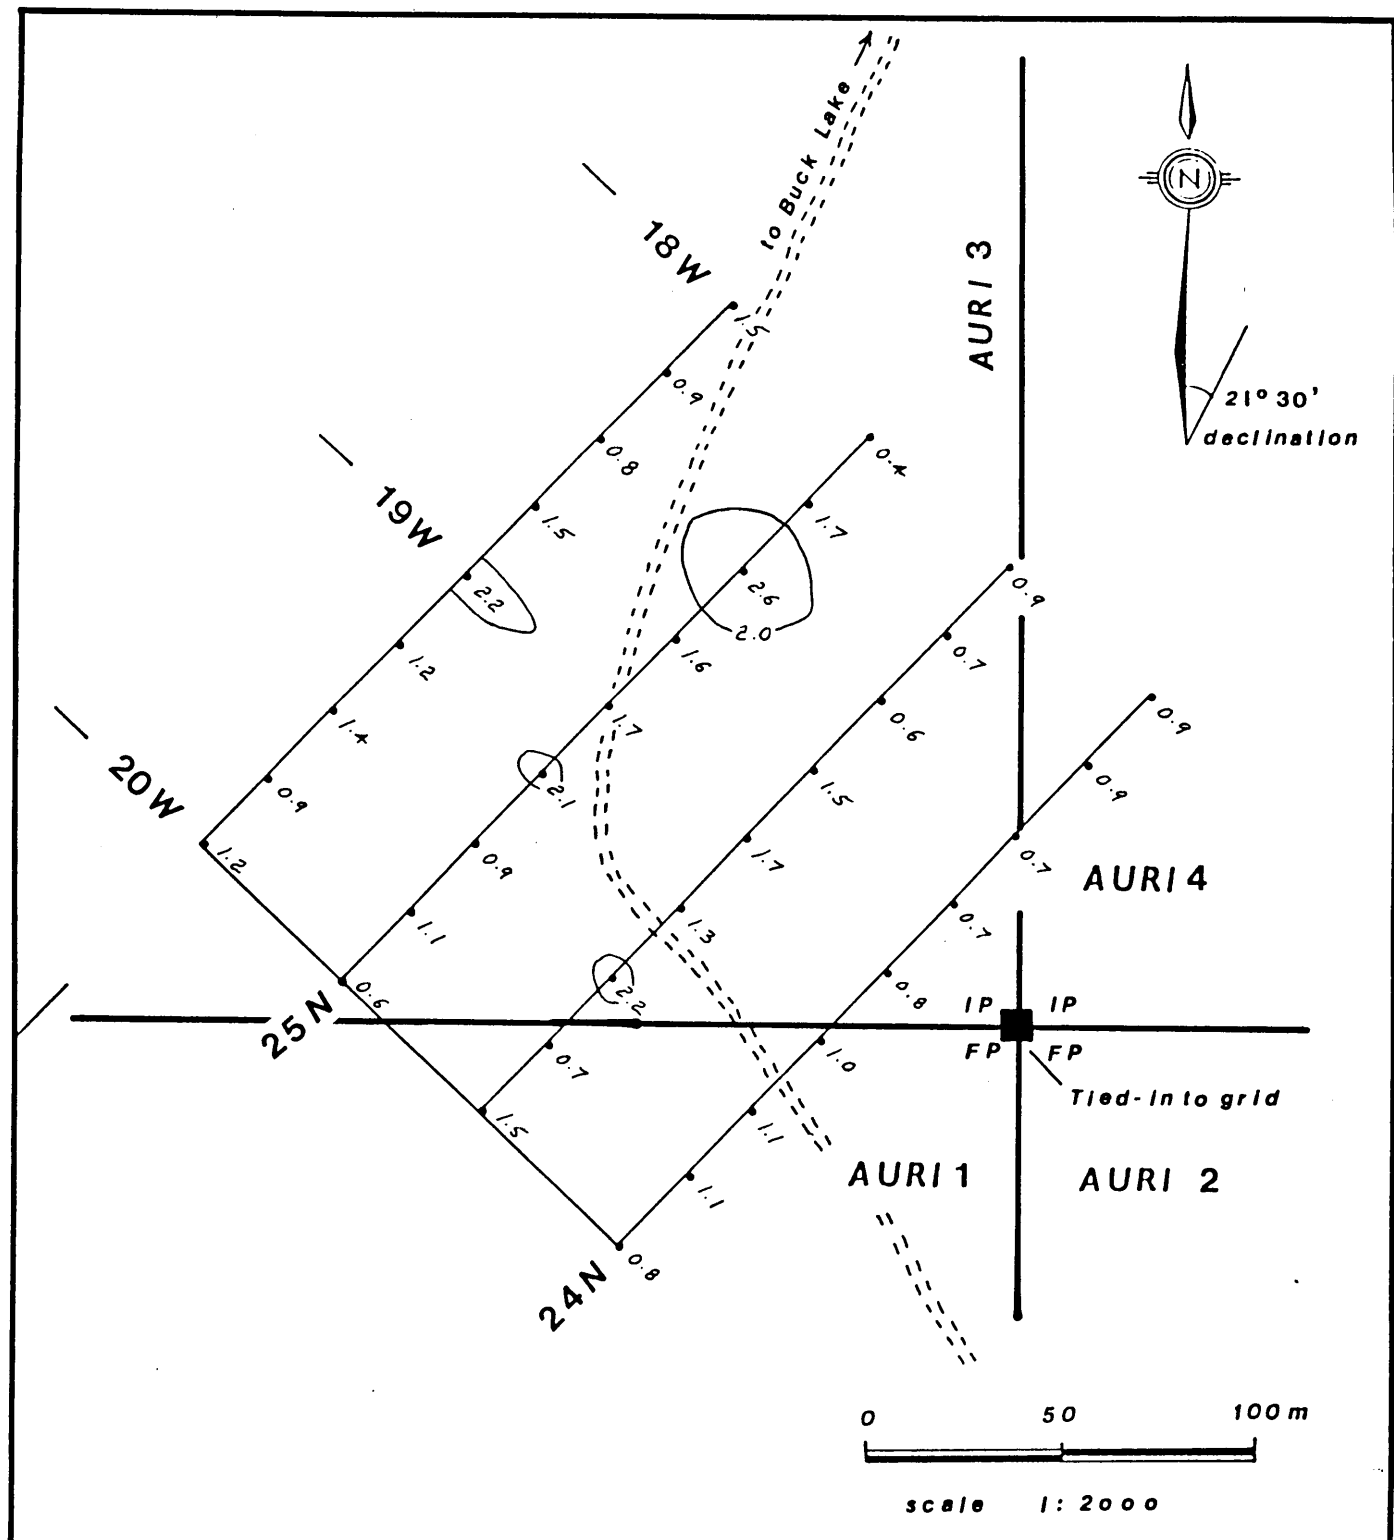 to Buck Lake
N
21° 30'
declination
AURI 3
18W
19W
20W
1.5
0.9
0.8
1.5
2.2
1.2
1.4
0.9
1.2
0.4
1.7
2.6
2.0
1.6
1.7
2.1
0.9
1.1
0.6
0.9
0.7
0.6
1.5
1.7
1.3
2.2
0.7
1.5
0.9
0.9
0.7
0.7
0.8
1.0
1.1
1.1
0.8
25N
24N
AURI 4
IP IP
FP FP
Tied-in to grid
AURI 1
AURI 2
0 50 100 m
scale 1:2000